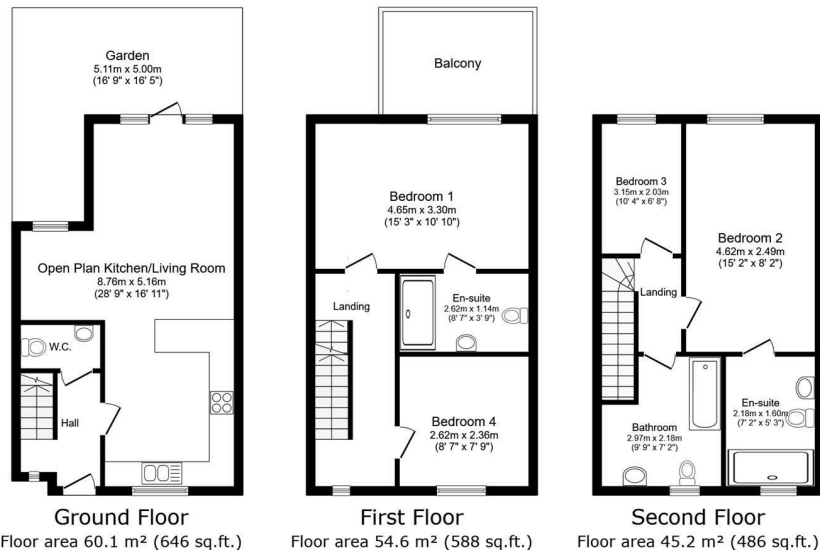 Garden
5.11m x 5.00m
(16' 9" x 16' 5")
Open Plan Kitchen/Living Room
8.76m x 5.16m
(28' 9" x 16' 11")
W.C.
Hall
Ground Floor
Floor area 60.1 m² (646 sq.ft.)
Balcony
Bedroom 1
4.65m x 3.30m
(15' 3" x 10' 10")
Landing
En-suite
2.62m x 1.14m
(8' 7" x 3' 9")
Bedroom 4
2.62m x 2.36m
(8' 7" x 7' 9")
First Floor
Floor area 54.6 m² (588 sq.ft.)
Bedroom 3
3.15m x 2.03m
(10' 4" x 6' 8")
Bedroom 2
4.62m x 2.49m
(15' 2" x 8' 2")
Landing
Bathroom
2.97m x 2.18m
(9' 9" x 7' 2")
En-suite
2.18m x 1.60m
(7' 2" x 5' 3")
Second Floor
Floor area 45.2 m² (486 sq.ft.)